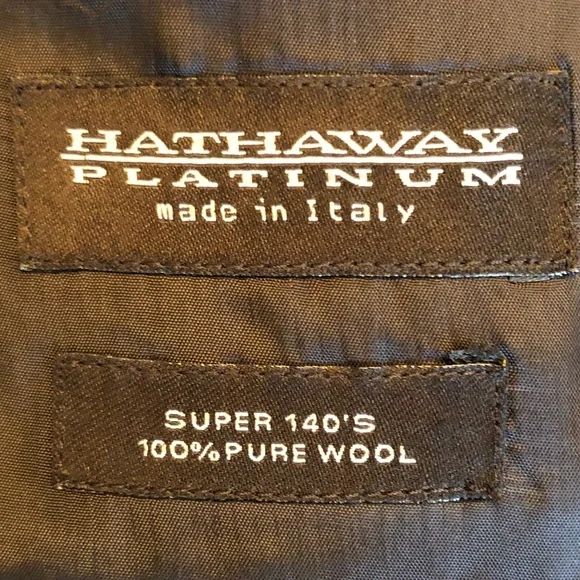 HATHAWAY
PLATINUM
made in Italy
SUPER 140'S
100% PURE WOOL